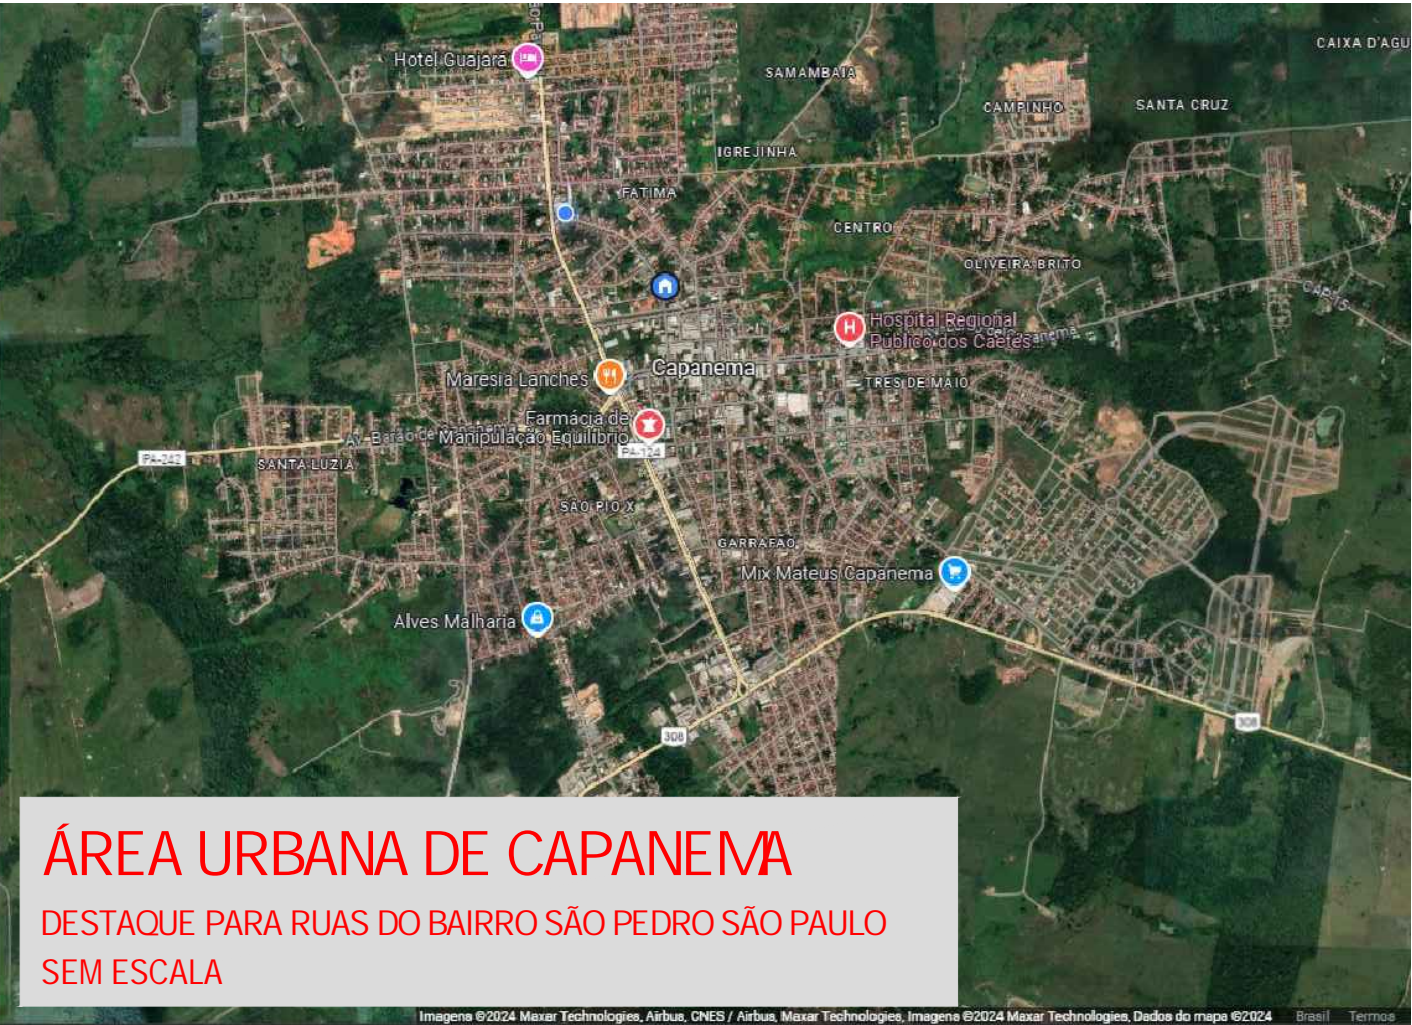 Hotel Guajará
CAIXA D'AGU
SAMAMBAIA
CAMPINHO
SANTA CRUZ
IGREJINHA
FATIMA
CENTRO
OLIVEIRA BRITO
Hospital Regional
Público dos Caetés
Capanema
Maresia Lanches
TRES DE MAIO
Farmácia de
Manipulação Equilíbrio
Av. Barão de
PA-242
PA-124
SANTA LUZIA
SÃO PIO X
GARRAFÃO
Mix Mateus Capanema
Alves Malharia
308
308
ÁREA URBANA DE CAPANEMA
DESTAQUE PARA RUAS DO BAIRRO SÃO PEDRO SÃO PAULO
SEM ESCALA
Imagens ©2024 Maxar Technologies, Airbus, CNES / Airbus, Maxar Technologies, Imagens ©2024 Maxar Technologies, Dados do mapa ©2024 Brasil Termos